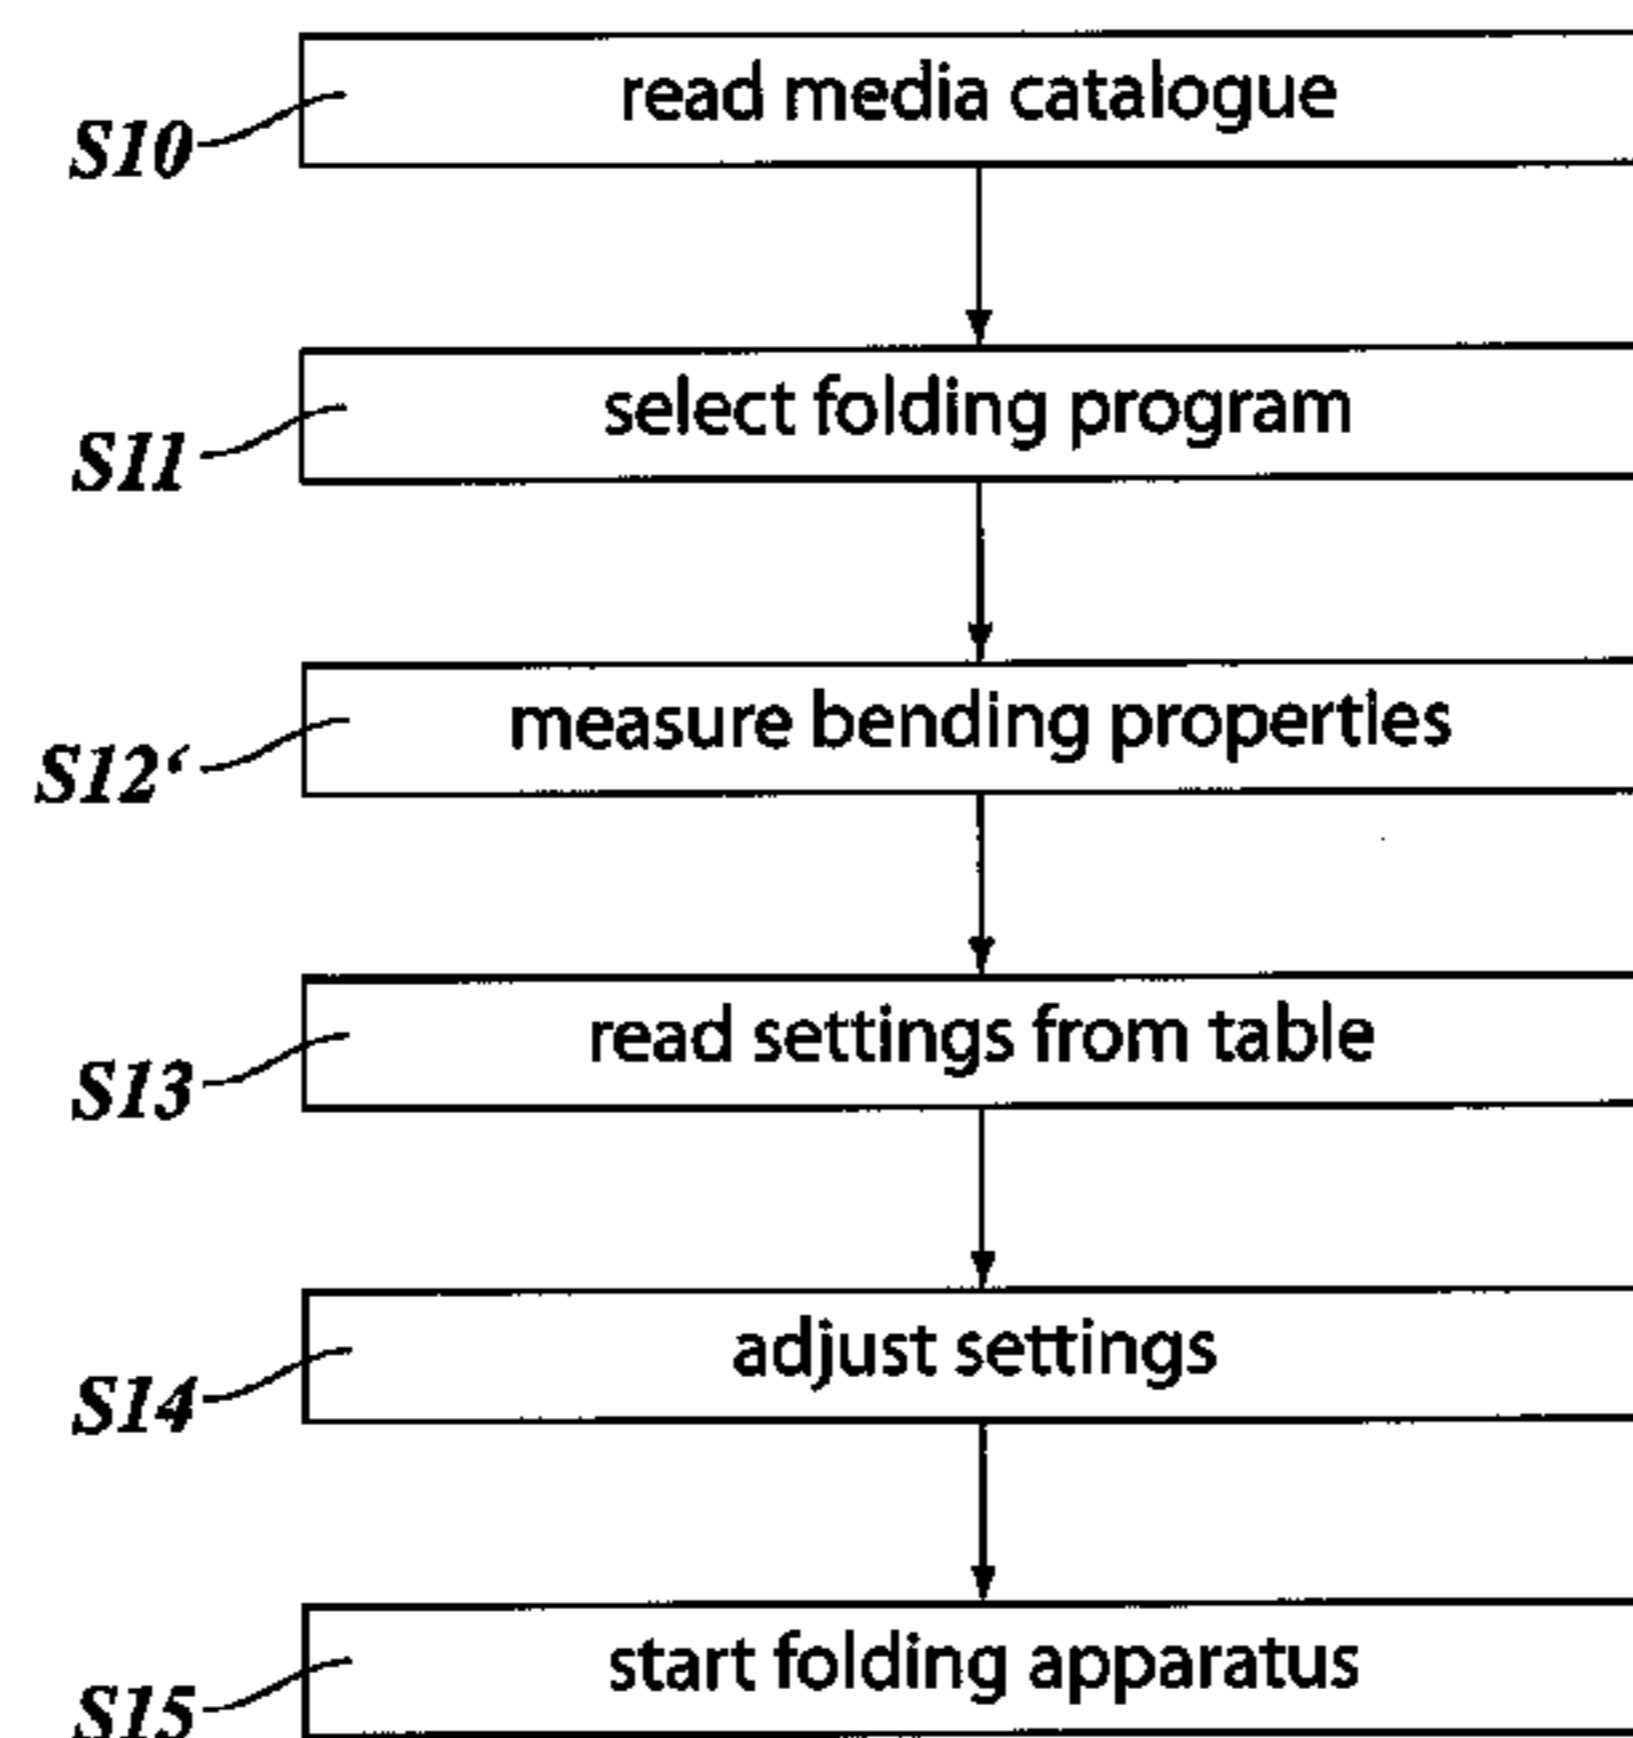 read media catalogue
S10
select folding program
S11
measure bending properties
S12‘
read settings from table
S13
adjust settings
S14
start folding apparatus
S15